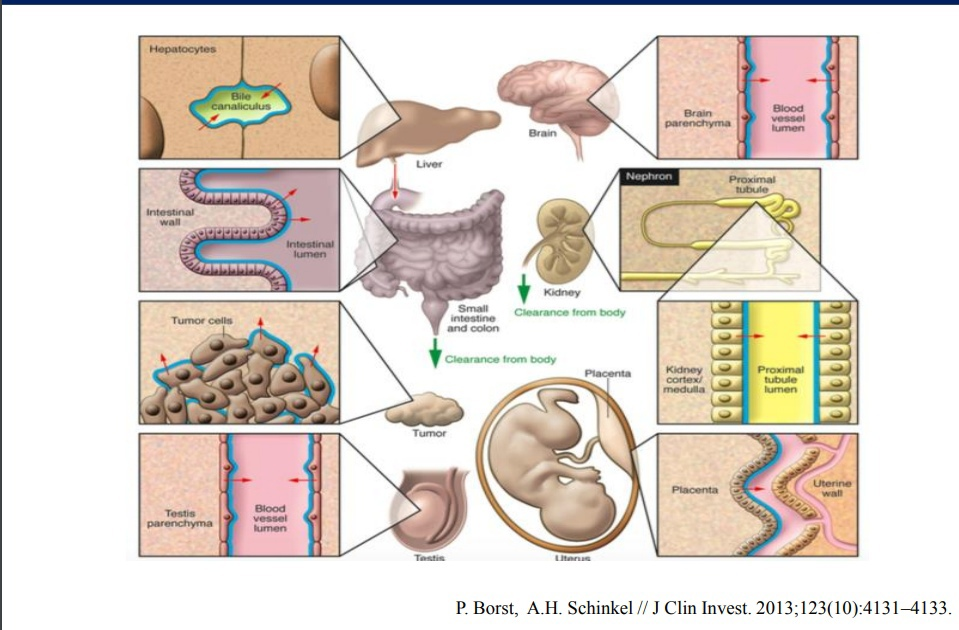 Hepatocytes
Bile
canaliculus
Liver
Brain
Brain
parenchyma
Blood
vessel
lumen
Intestinal
wall
Intestinal
lumen
Small
intestine
and colon
Clearance from body
Nephron
Proximal
tubule
Kidney
Clearance from body
Tumor cells
Tumor
Placenta
Kidney
cortex/
medulla
Proximal
tubule
lumen
Testis
parenchyma
Blood
vessel
lumen
Testis
Uterus
Placenta
Uterine
wall
P. Borst, A.H. Schinkel // J Clin Invest. 2013;123(10):4131–4133.